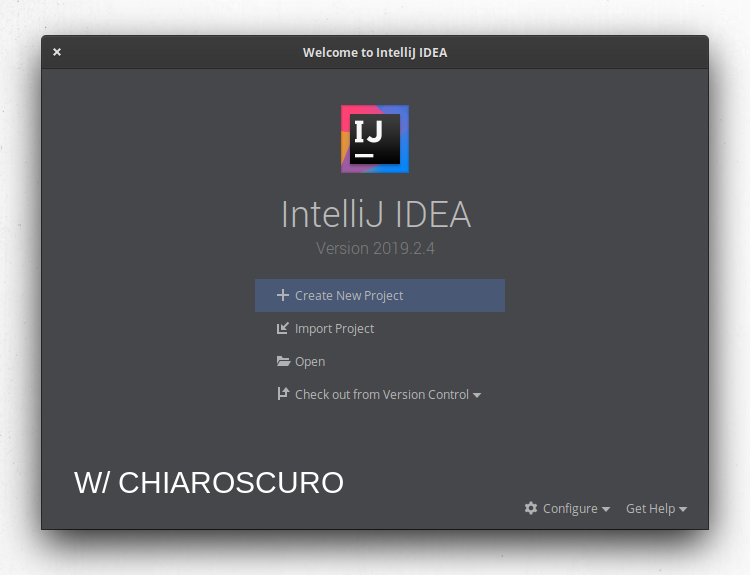 Welcome to IntelliJ IDEA
IJ
IntelliJ IDEA
Version 2019.2.4
Create New Project
Import Project
Open
Check out from Version Control
W/ CHIAROSCURO
Configure
Get Help